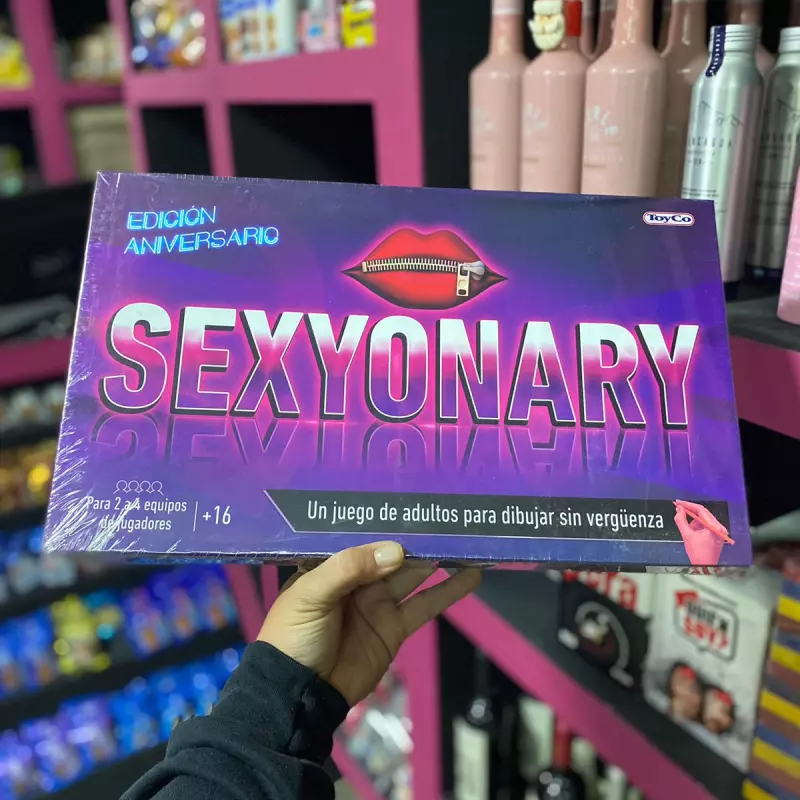 EDICIÓN
ANIVERSARIO
ToyCo
SEXYONARY
Para 2 a 4 equipos
de jugadores
+16
Un juego de adultos para dibujar sin vergüenza